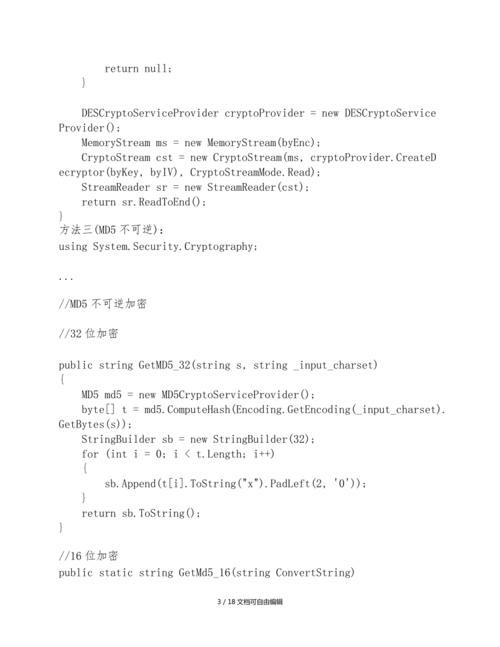 return null;
}
DESCryptoServiceProvider cryptoProvider = new DESCryptoService
Provider();
MemoryStream ms = new MemoryStream(byEnc);
CryptoStream cst = new CryptoStream(ms, cryptoProvider.CreateD
ecryptor(byKey, byIV), CryptoStreamMode.Read);
StreamReader sr = new StreamReader(cst);
return sr.ReadToEnd();
}
方法三(MD5 不可逆):
using System.Security.Cryptography;
...
//MD5 不可逆加密
//32 位加密
public string GetMD5_32(string s, string _input_charset)
{
MD5 md5 = new MD5CryptoServiceProvider();
byte[] t = md5.ComputeHash(Encoding.GetEncoding(_input_charset).
GetBytes(s));
StringBuilder sb = new StringBuilder(32);
for (int i = 0; i < t.Length; i++)
{
sb.Append(t[i].ToString("x").PadLeft(2, '0'));
}
return sb.ToString();
}
//16 位加密
public static string GetMd5_16(string ConvertString)
3 / 18 文档可自由编辑